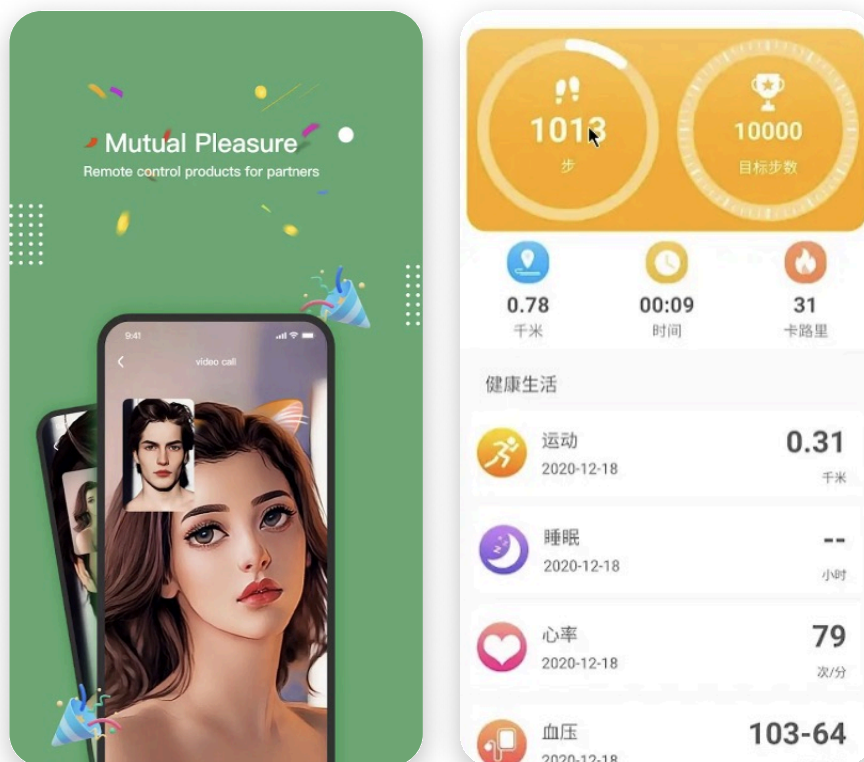 Mutual Pleasure
Remote control products for partners
9:41
video call
1013
步
10000
目标步数
0.78
千米
00:09
时间
31
卡路里
健康生活
运动
2020-12-18
0.31
千米
睡眠
2020-12-18
--
小时
心率
2020-12-18
79
次/分
血压
2020-12-18
103-64